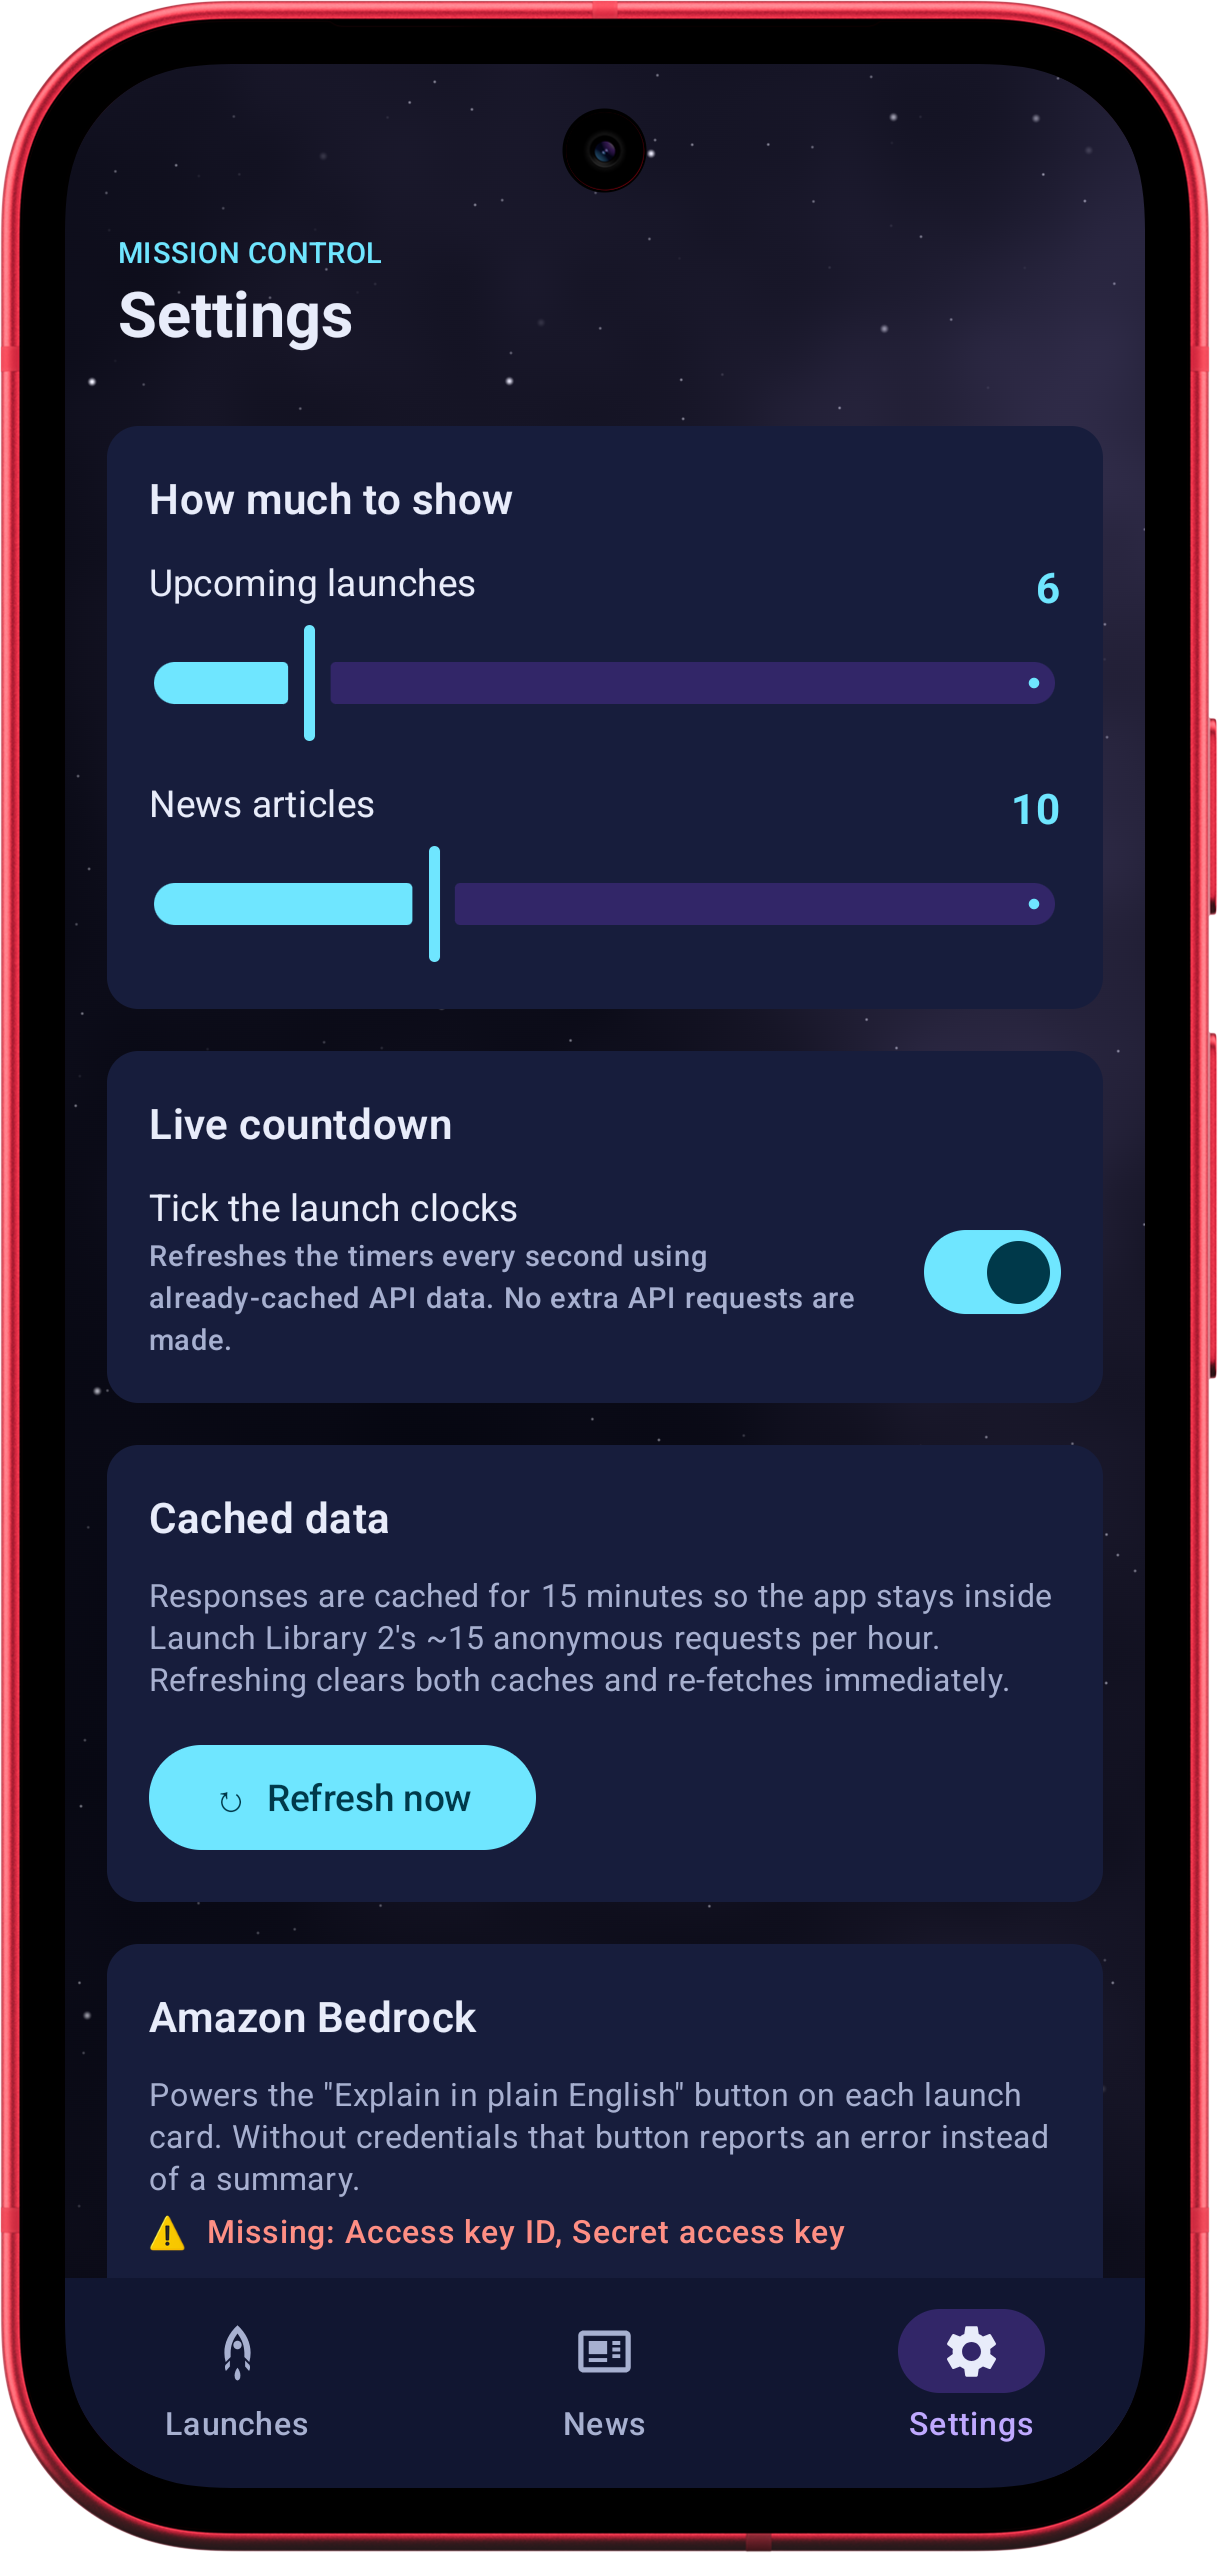 MISSION CONTROL
Settings
How much to show
Upcoming launches
6
News articles
10
Live countdown
Tick the launch clocks
Refreshes the timers every second using
already-cached API data. No extra API requests are
made.
Cached data
Responses are cached for 15 minutes so the app stays inside
Launch Library 2's ~15 anonymous requests per hour.
Refreshing clears both caches and re-fetches immediately.
↻ Refresh now
Amazon Bedrock
Powers the "Explain in plain English" button on each launch
card. Without credentials that button reports an error instead
of a summary.
⚠️ Missing: Access key ID, Secret access key
Launches
News
Settings